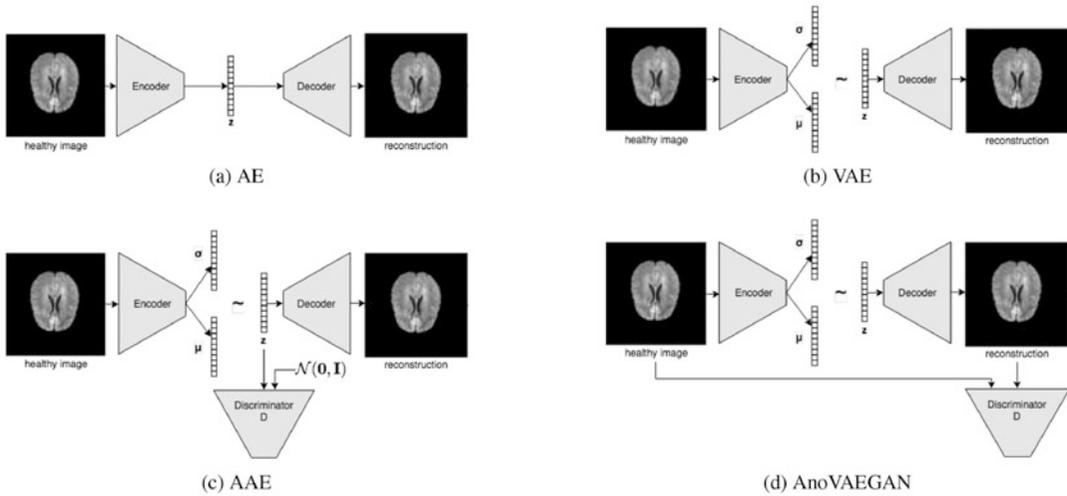 Encoder
z
Decoder
healthy image
reconstruction
(a) AE
Encoder
σ
μ
~
z
Decoder
healthy image
reconstruction
(b) VAE
Encoder
σ
μ
~
z
Decoder
healthy image
reconstruction
𝒩(0, I)
Discriminator
D
(c) AAE
Encoder
σ
μ
~
z
Decoder
healthy image
reconstruction
Discriminator
D
(d) AnoVAEGAN